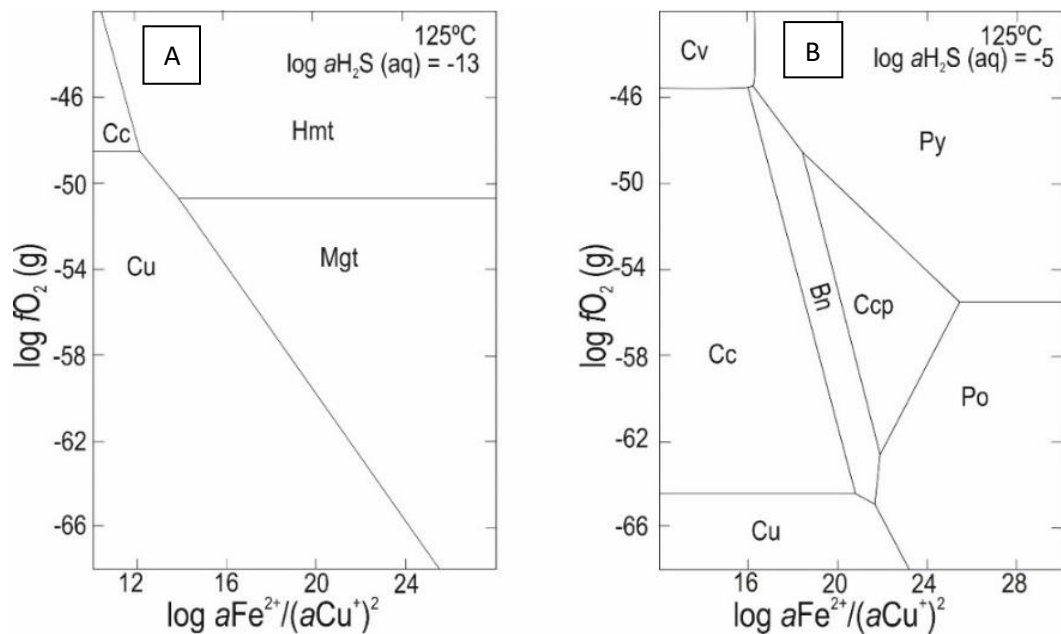 A
125ºC
log aH₂S (aq) = -13
-46
Hmt
Cc
-50
Mgt
Cu
-54
-58
-62
-66
log fO₂ (g)
12
16
20
24
log aFe²⁺/(aCu⁺)²
B
125ºC
log aH₂S (aq) = -5
Cv
-46
Py
-50
-54
Bn
Ccp
Cc
-58
Po
-62
-66
Cu
log fO₂ (g)
16
20
24
28
log aFe²⁺/(aCu⁺)²